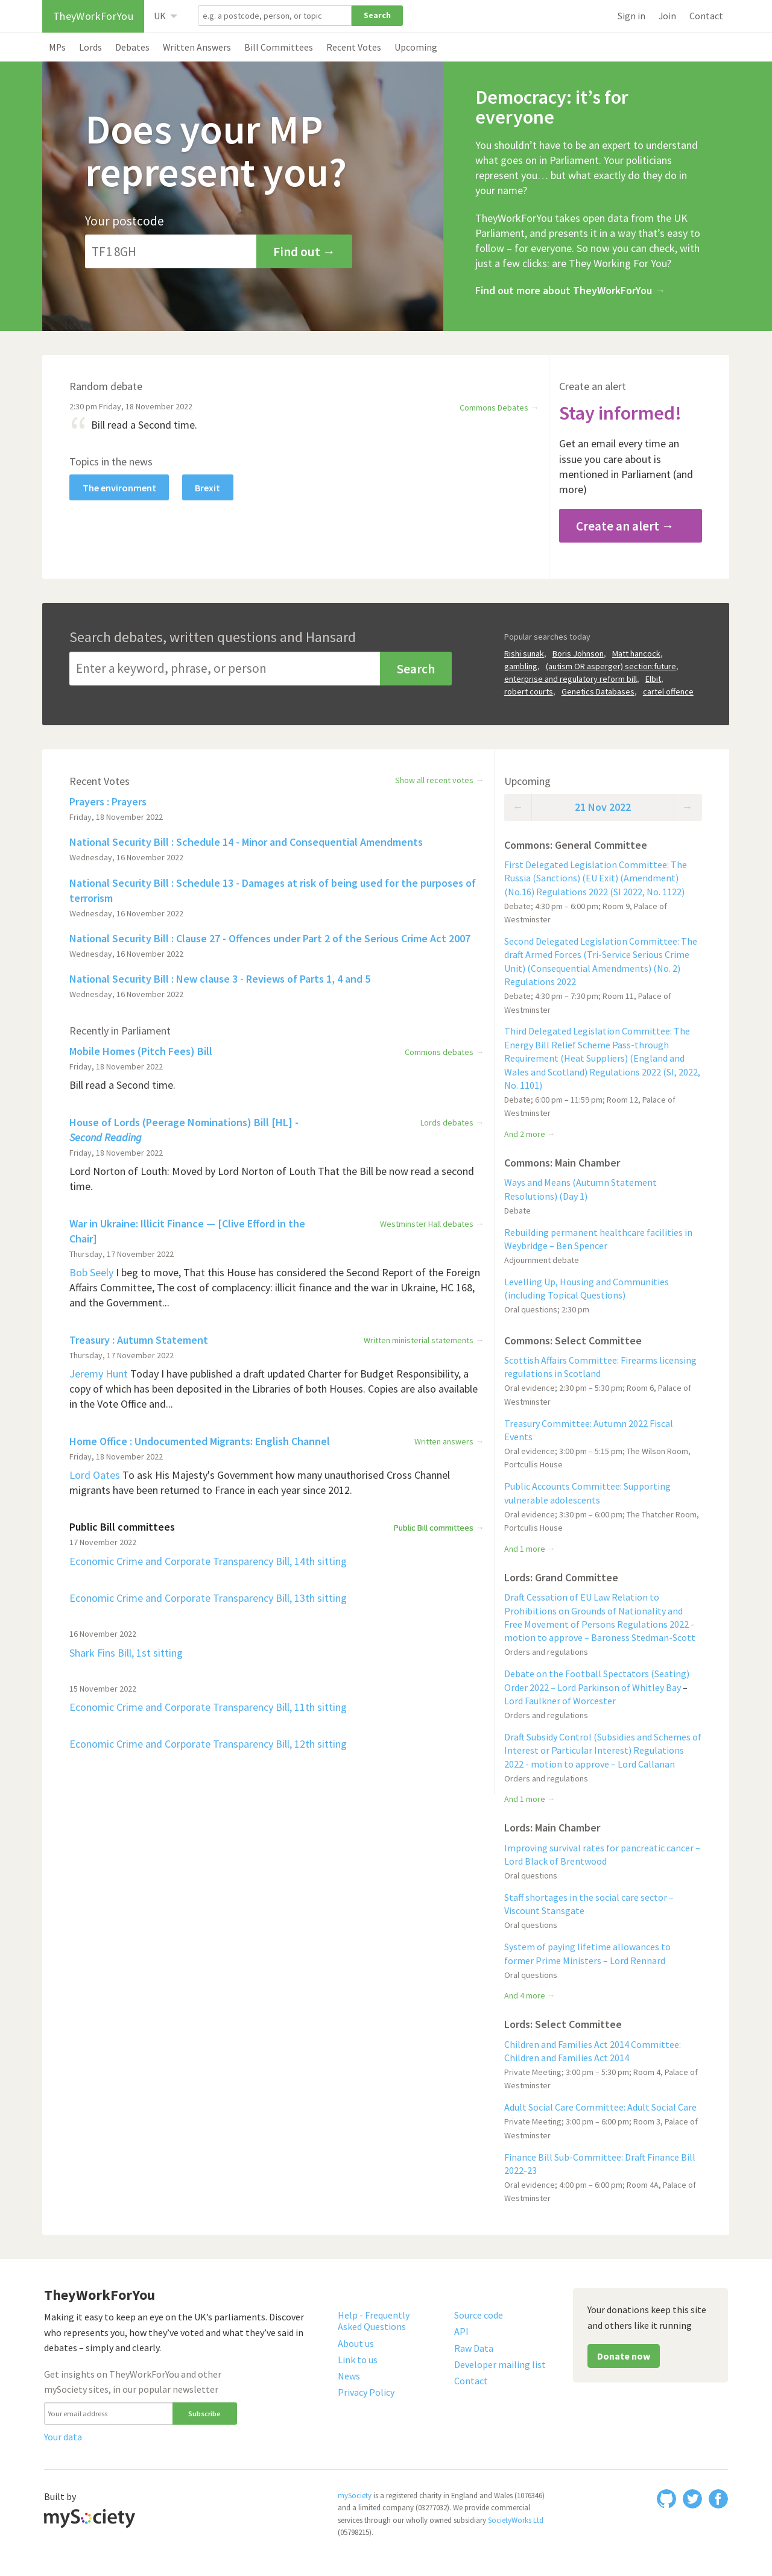 TheyWorkForYou
UK
e.g. a postcode, person, or topic
Search
Sign in
Join
Contact
MPs
Lords
Debates
Written Answers
Bill Committees
Recent Votes
Upcoming
Does your MP
represent you?
Your postcode
TF1 8GH
Find out →
Democracy: it’s for
everyone
You shouldn’t have to be an expert to understand
what goes on in Parliament. Your politicians
represent you… but what exactly do they do in
your name?
TheyWorkForYou takes open data from the UK
Parliament, and presents it in a way that’s easy to
follow – for everyone. So now you can check, with
just a few clicks: are They Working For You?
Find out more about TheyWorkForYou →
Random debate
2:30 pm Friday, 18 November 2022
Commons Debates →
“ Bill read a Second time.
Topics in the news
The environment
Brexit
Create an alert
Stay informed!
Get an email every time an
issue you care about is
mentioned in Parliament (and
more)
Create an alert →
Search debates, written questions and Hansard
Enter a keyword, phrase, or person
Search
Popular searches today
Rishi sunak, Boris Johnson, Matt hancock,
gambling, (autism OR asperger) section:future,
enterprise and regulatory reform bill, Elbit,
robert courts, Genetics Databases, cartel offence
Recent Votes
Show all recent votes →
Prayers : Prayers
Friday, 18 November 2022
National Security Bill : Schedule 14 - Minor and Consequential Amendments
Wednesday, 16 November 2022
National Security Bill : Schedule 13 - Damages at risk of being used for the purposes of
terrorism
Wednesday, 16 November 2022
National Security Bill : Clause 27 - Offences under Part 2 of the Serious Crime Act 2007
Wednesday, 16 November 2022
National Security Bill : New clause 3 - Reviews of Parts 1, 4 and 5
Wednesday, 16 November 2022
Recently in Parliament
Mobile Homes (Pitch Fees) Bill
Commons debates →
Friday, 18 November 2022
Bill read a Second time.
House of Lords (Peerage Nominations) Bill [HL] -
Second Reading
Lords debates →
Friday, 18 November 2022
Lord Norton of Louth: Moved by Lord Norton of Louth That the Bill be now read a second
time.
War in Ukraine: Illicit Finance — [Clive Efford in the
Chair]
Westminster Hall debates →
Thursday, 17 November 2022
Bob Seely I beg to move, That this House has considered the Second Report of the Foreign
Affairs Committee, The cost of complacency: illicit finance and the war in Ukraine, HC 168,
and the Government...
Treasury : Autumn Statement
Written ministerial statements →
Thursday, 17 November 2022
Jeremy Hunt Today I have published a draft updated Charter for Budget Responsibility, a
copy of which has been deposited in the Libraries of both Houses. Copies are also available
in the Vote Office and...
Home Office : Undocumented Migrants: English Channel
Written answers →
Friday, 18 November 2022
Lord Oates To ask His Majesty's Government how many unauthorised Cross Channel
migrants have been returned to France in each year since 2012.
Public Bill committees
Public Bill committees →
17 November 2022
Economic Crime and Corporate Transparency Bill, 14th sitting
Economic Crime and Corporate Transparency Bill, 13th sitting
16 November 2022
Shark Fins Bill, 1st sitting
15 November 2022
Economic Crime and Corporate Transparency Bill, 11th sitting
Economic Crime and Corporate Transparency Bill, 12th sitting
Upcoming
← 21 Nov 2022 →
Commons: General Committee
First Delegated Legislation Committee: The
Russia (Sanctions) (EU Exit) (Amendment)
(No.16) Regulations 2022 (SI 2022, No. 1122)
Debate; 4:30 pm – 6:00 pm; Room 9, Palace of
Westminster
Second Delegated Legislation Committee: The
draft Armed Forces (Tri-Service Serious Crime
Unit) (Consequential Amendments) (No. 2)
Regulations 2022
Debate; 4:30 pm – 7:30 pm; Room 11, Palace of
Westminster
Third Delegated Legislation Committee: The
Energy Bill Relief Scheme Pass-through
Requirement (Heat Suppliers) (England and
Wales and Scotland) Regulations 2022 (SI, 2022,
No. 1101)
Debate; 6:00 pm – 11:59 pm; Room 12, Palace of
Westminster
And 2 more →
Commons: Main Chamber
Ways and Means (Autumn Statement
Resolutions) (Day 1)
Debate
Rebuilding permanent healthcare facilities in
Weybridge – Ben Spencer
Adjournment debate
Levelling Up, Housing and Communities
(including Topical Questions)
Oral questions; 2:30 pm
Commons: Select Committee
Scottish Affairs Committee: Firearms licensing
regulations in Scotland
Oral evidence; 2:30 pm – 5:30 pm; Room 6, Palace of
Westminster
Treasury Committee: Autumn 2022 Fiscal
Events
Oral evidence; 3:00 pm – 5:15 pm; The Wilson Room,
Portcullis House
Public Accounts Committee: Supporting
vulnerable adolescents
Oral evidence; 3:30 pm – 6:00 pm; The Thatcher Room,
Portcullis House
And 1 more →
Lords: Grand Committee
Draft Cessation of EU Law Relation to
Prohibitions on Grounds of Nationality and
Free Movement of Persons Regulations 2022 -
motion to approve – Baroness Stedman-Scott
Orders and regulations
Debate on the Football Spectators (Seating)
Order 2022 – Lord Parkinson of Whitley Bay –
Lord Faulkner of Worcester
Orders and regulations
Draft Subsidy Control (Subsidies and Schemes of
Interest or Particular Interest) Regulations
2022 - motion to approve – Lord Callanan
Orders and regulations
And 1 more →
Lords: Main Chamber
Improving survival rates for pancreatic cancer –
Lord Black of Brentwood
Oral questions
Staff shortages in the social care sector –
Viscount Stansgate
Oral questions
System of paying lifetime allowances to
former Prime Ministers – Lord Rennard
Oral questions
And 4 more →
Lords: Select Committee
Children and Families Act 2014 Committee:
Children and Families Act 2014
Private Meeting; 3:00 pm – 5:30 pm; Room 4, Palace of
Westminster
Adult Social Care Committee: Adult Social Care
Private Meeting; 3:00 pm – 6:00 pm; Room 3, Palace of
Westminster
Finance Bill Sub-Committee: Draft Finance Bill
2022-23
Oral evidence; 4:00 pm – 6:00 pm; Room 4A, Palace of
Westminster
TheyWorkForYou
Making it easy to keep an eye on the UK’s parliaments. Discover
who represents you, how they’ve voted and what they’ve said in
debates – simply and clearly.
Get insights on TheyWorkForYou and other
mySociety sites, in our popular newsletter
Your email address
Subscribe
Your data
Help - Frequently
Asked Questions
About us
Link to us
News
Privacy Policy
Source code
API
Raw Data
Developer mailing list
Contact
Your donations keep this site
and others like it running
Donate now
Built by
mySociety
mySociety is a registered charity in England and Wales (1076346)
and a limited company (03277032). We provide commercial
services through our wholly owned subsidiary SocietyWorks Ltd
(05798215).